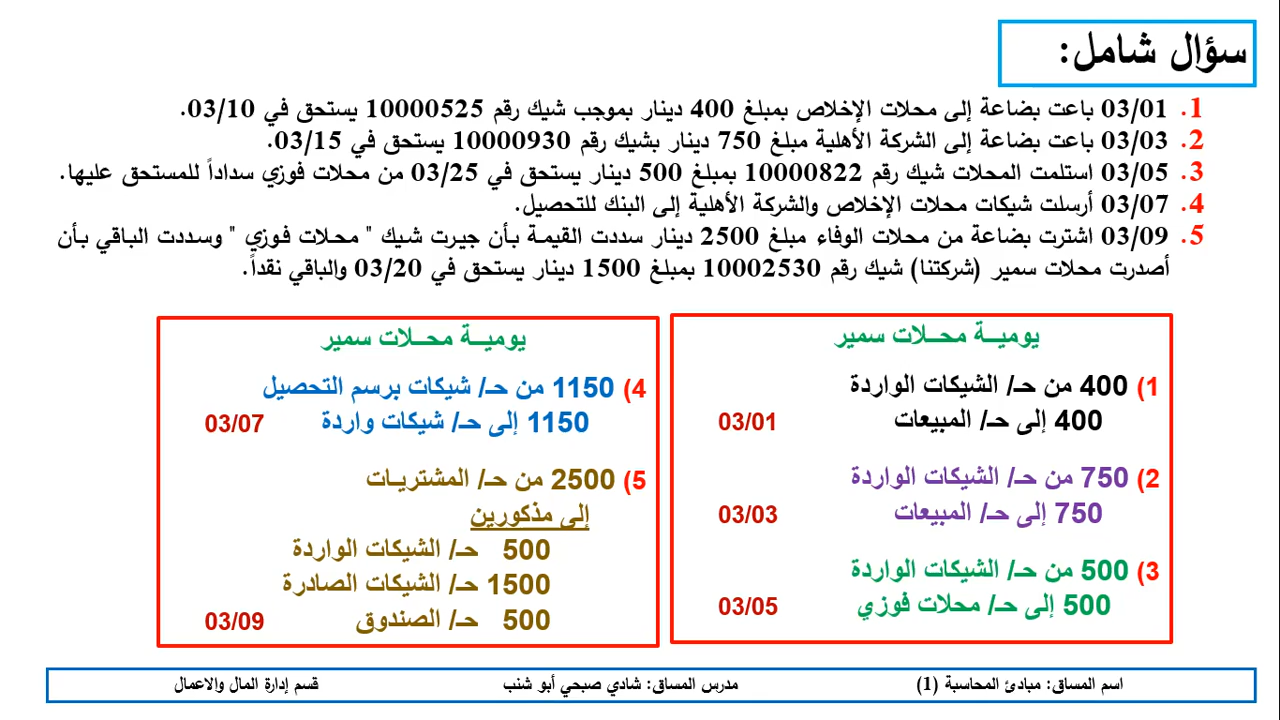 سؤال شامل:
1. 03/01 باعت بضاعة إلى محلات الإخلاص بمبلغ 400 دينار بموجب شيك رقم 10000525 يستحق في 03/10.
2. 03/03 باعت بضاعة إلى الشركة الأهلية مبلغ 750 دينار بشيك رقم 10000930 يستحق في 03/15.
3. 03/05 استلمت المحلات شيك رقم 10000822 بمبلغ 500 دينار يستحق في 03/25 من محلات فوزي سداداً للمستحق عليها.
4. 03/07 أرسلت شيكات محلات الإخلاص والشركة الأهلية إلى البنك للتحصيل.
5. 03/09 اشترت بضاعة من محلات الوفاء مبلغ 2500 دينار سددت القيمة بأن جيرت شيك " محلات فوزي " وسددت الباقي بأن
أصدرت محلات سمير (شركتنا) شيك رقم 10002530 بمبلغ 1500 دينار يستحق في 03/20 والباقي نقداً.
يوميــة محــلات سمير
1) 400 من حـ/ الشيكات الواردة
400 إلى حـ/ المبيعات 03/01
2) 750 من حـ/ الشيكات الواردة
750 إلى حـ/ المبيعات 03/03
3) 500 من حـ/ الشيكات الواردة
500 إلى حـ/ محلات فوزي 03/05
يوميــة محــلات سمير
4) 1150 من حـ/ شيكات برسم التحصيل
1150 إلى حـ/ شيكات واردة 03/07
5) 2500 من حـ/ المشتريـات
إلى مذكورين
500 حـ/ الشيكات الواردة
1500 حـ/ الشيكات الصادرة
500 حـ/ الصندوق 03/09
اسم المساق: مبادئ المحاسبة (1) مدرس المساق: شادي صبحي أبو شنب قسم إدارة المال والاعمال